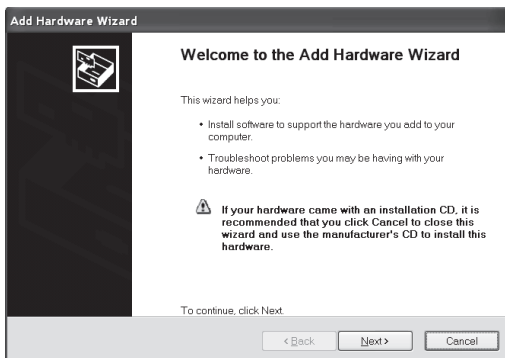 Add Hardware Wizard
Welcome to the Add Hardware Wizard
This wizard helps you:
• Install software to support the hardware you add to your
computer.
• Troubleshoot problems you may be having with your
hardware.
If your hardware came with an installation CD, it is
recommended that you click Cancel to close this
wizard and use the manufacturer's CD to install this
hardware.
To continue, click Next.
< Back Next > Cancel